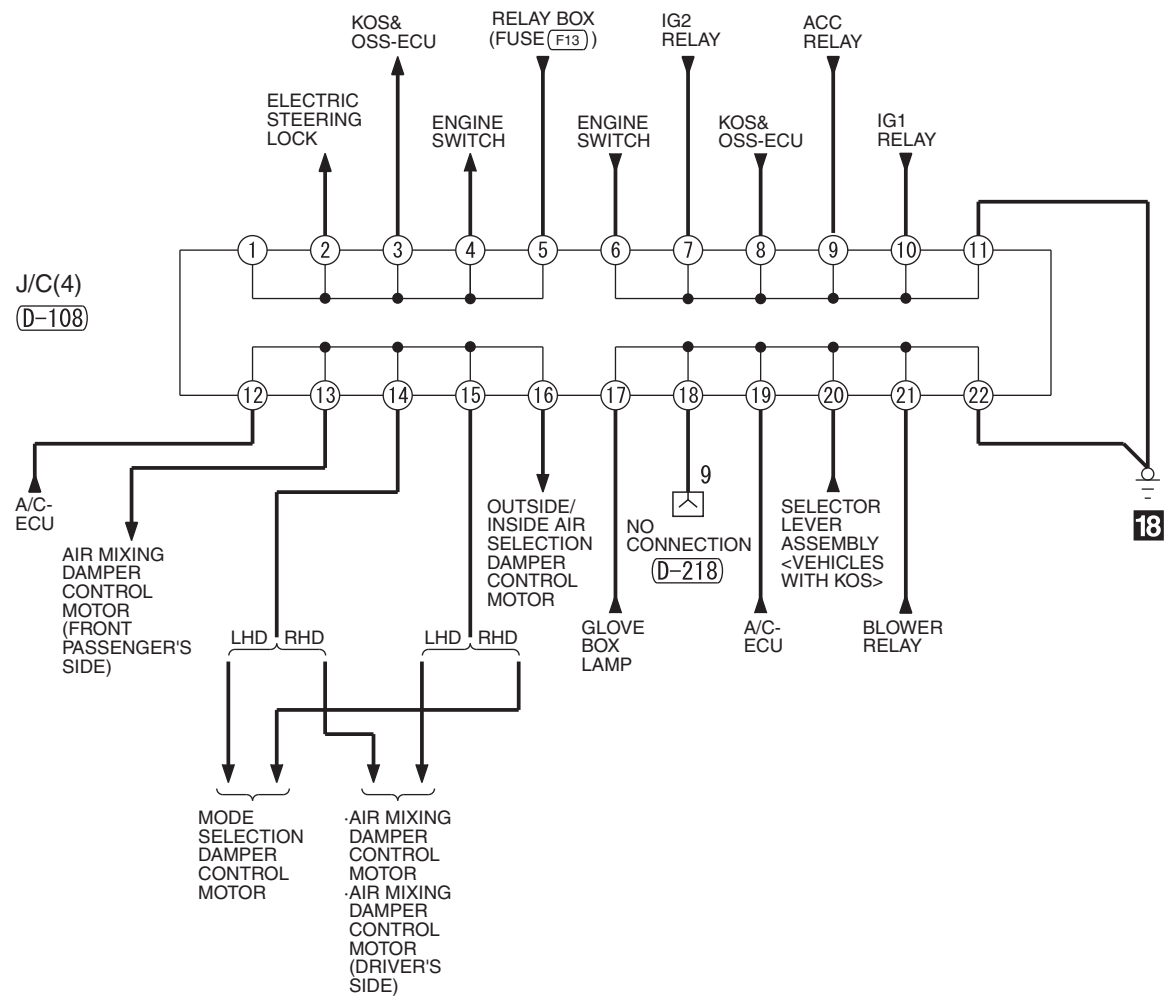 KOS&
OSS-ECU
RELAY BOX
(FUSE F13 )
IG2
RELAY
ACC
RELAY
ELECTRIC
STEERING
LOCK
ENGINE
SWITCH
ENGINE
SWITCH
KOS&
OSS-ECU
IG1
RELAY
1 2 3 4 5 6 7 8 9 10 11
J/C(4)
D-108
12 13 14 15 16 17 18 19 20 21 22
A/C-
ECU
AIR MIXING
DAMPER
CONTROL
MOTOR
(FRONT
PASSENGER'S
SIDE)
OUTSIDE/
INSIDE AIR
SELECTION
DAMPER
CONTROL
MOTOR
9
NO
CONNECTION
D-218
SELECTOR
LEVER
ASSEMBLY
<VEHICLES
WITH KOS>
18
GLOVE
BOX
LAMP
A/C-
ECU
BLOWER
RELAY
LHD RHD
LHD RHD
MODE
SELECTION
DAMPER
CONTROL
MOTOR
·AIR MIXING
DAMPER
CONTROL
MOTOR
·AIR MIXING
DAMPER
CONTROL
MOTOR
(DRIVER'S
SIDE)